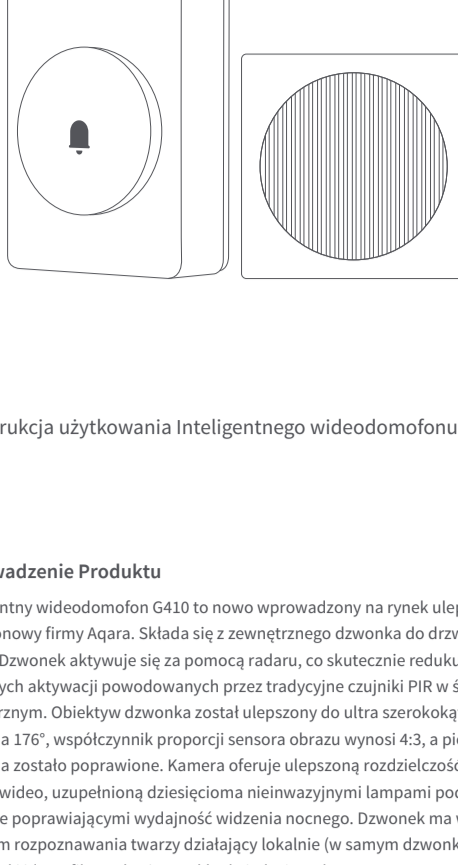 rukcja użytkowania Inteligentnego wideodomofonu
wadzenie Produktu
ntny wideodomofon G410 to nowo wprowadzony na rynek ulep
onowy firmy Aqara. Składa się z zewnętrznego dzwonka do drzw
Dzwonek aktywuje się za pomocą radaru, co skutecznie reduku
ych aktywacji powodowanych przez tradycyjne czujniki PIR w ś
rznym. Obiektyw dzwonka został ulepszony do ultra szerokoką
a 176°, współczynnik proporcji sensora obrazu wynosi 4:3, a pi
a zostało poprawione. Kamera oferuje ulepszoną rozdzielczość
wideo, uzupełnioną dziesięcioma nieinwazyjnymi lampami pod
e poprawiającymi wydajność widzenia nocnego. Dzwonek ma w
m rozpoznawania twarzy działający lokalnie (w samym dzwonk